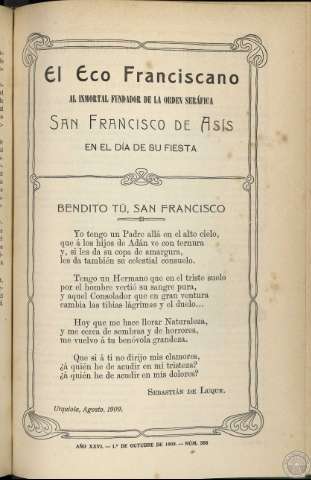 El Eco Franciscano
AL INMORTAL FUNDADOR DE LA ORDEN SERÁFICA
SAN FRANCISCO DE ASÍS
EN EL DÍA DE SU FIESTA
BENDITO TÚ, SAN FRANCISCO
Yo tengo un Padre allá en el alto cielo,
que á los hijos de Adán ve con ternura
y, si les da su copa de amargura,
les da también su celestial consuelo.
Tengo un Hermano que en el triste suelo
por el hombre vertió su sangre pura,
y aquel Consolador que en gran ventura
cambia las tibias lágrimas y el duelo...
Hoy que me hace llorar Naturaleza,
y me cerca de sombras y de horrores,
me vuelvo á tu benévola grandeza.
Que si á ti no dirijo mis clamores,
¿á quién he de acudir en mi tristeza?
¿á quién he de acudir en mis dolores?
SEBASTIÁN DE LUQUE.
Urquiola, Agosto, 1909.
AÑO XXVI.—1.º DE OCTUBRE DE 1909.—NÚM.